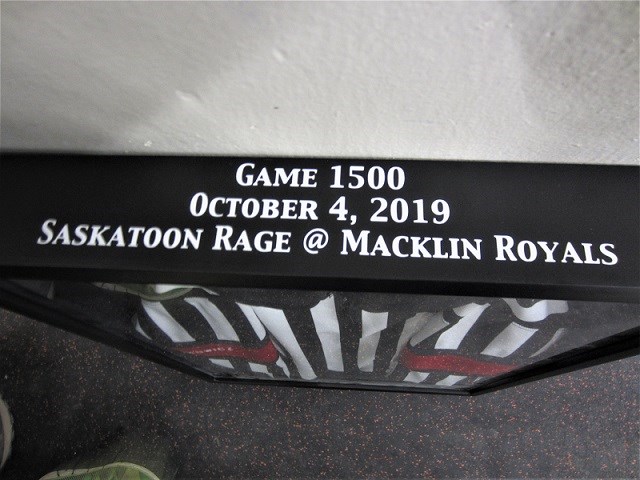 Game 1500
October 4, 2019
Saskatoon Rage @ Macklin Royals